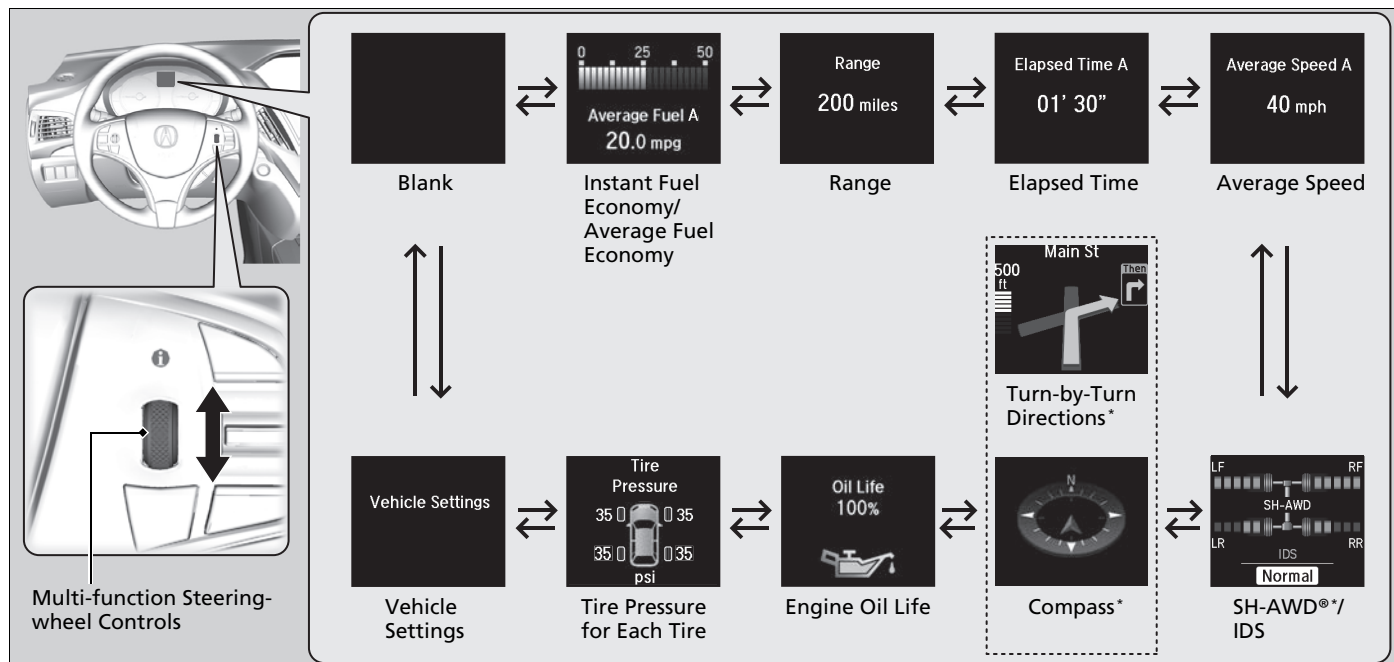 0 25 50
Average Fuel A
20.0 mpg
Range
200 miles
Elapsed Time A
01' 30"
Average Speed A
40 mph
Blank
Instant Fuel
Economy/
Average Fuel
Economy
Range
Elapsed Time
Average Speed
Main St
500
ft
Then
Turn-by-Turn
Directions*
i
Vehicle Settings
Tire
Pressure
35 35
35 35
psi
Oil Life
100%
N
LF RF
SH-AWD
LR RR
IDS
Normal
Multi-function Steering-
wheel Controls
Vehicle
Settings
Tire Pressure
for Each Tire
Engine Oil Life
Compass*
SH-AWD®*/
IDS